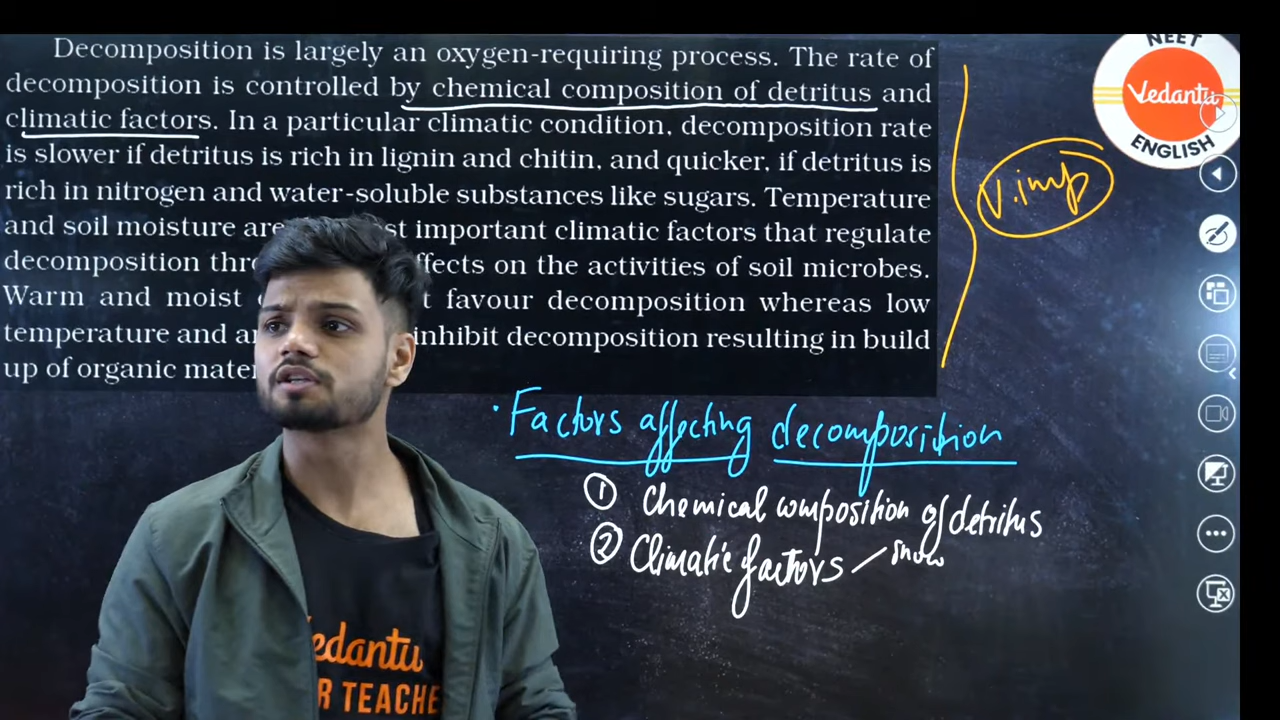 Decomposition is largely an oxygen-requiring process. The rate of
decomposition is controlled by chemical composition of detritus and
climatic factors. In a particular climatic condition, decomposition rate
is slower if detritus is rich in lignin and chitin, and quicker, if detritus is
rich in nitrogen and water-soluble substances like sugars. Temperature
and soil moisture are st important climatic factors that regulate
decomposition thr ffects on the activities of soil microbes.
Warm and moist t favour decomposition whereas low
temperature and a inhibit decomposition resulting in build
up of organic mate
NEET
Vedantu
ENGLISH
V. imp
Factors affecting decomposition
① Chemical composition of detritus
② Climatic factors
edantu
R TEACHE